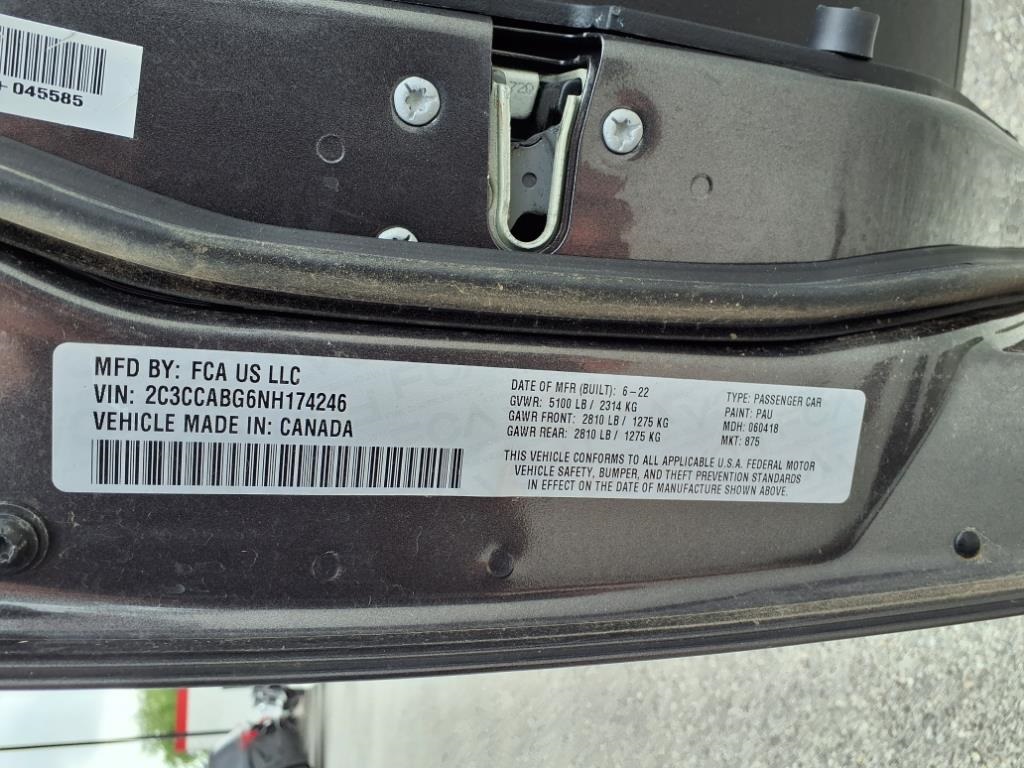 045585
720
MFD BY: FCA US LLC
VIN: 2C3CCABG6NH174246
VEHICLE MADE IN: CANADA
DATE OF MFR (BUILT): 6-22
GVWR: 5100 LB / 2314 KG
GAWR FRONT: 2810 LB / 1275 KG
GAWR REAR: 2810 LB / 1275 KG
TYPE: PASSENGER CAR
PAINT: PAU
MDH: 060418
MKT: 875
THIS VEHICLE CONFORMS TO ALL APPLICABLE U.S.A. FEDERAL MOTOR
VEHICLE SAFETY, BUMPER, AND THEFT PREVENTION STANDARDS
IN EFFECT ON THE DATE OF MANUFACTURE SHOWN ABOVE.